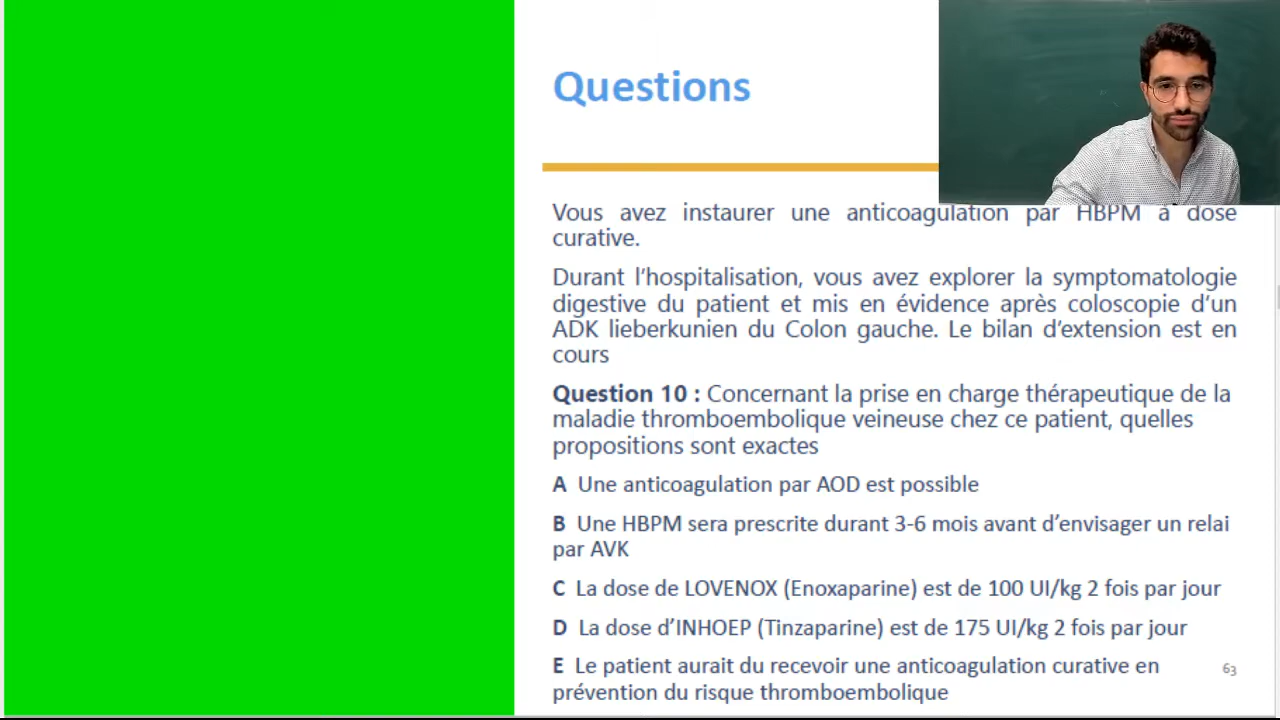 Questions
Vous avez instaurer une anticoagulation par HBPM à dose
curative.
Durant l’hospitalisation, vous avez explorer la symptomatologie
digestive du patient et mis en évidence après coloscopie d’un
ADK lieberkunien du Colon gauche. Le bilan d’extension est en
cours
Question 10 : Concernant la prise en charge thérapeutique de la
maladie thromboembolique veineuse chez ce patient, quelles
propositions sont exactes
A Une anticoagulation par AOD est possible
B Une HBPM sera prescrite durant 3-6 mois avant d’envisager un relai
par AVK
C La dose de LOVENOX (Enoxaparine) est de 100 UI/kg 2 fois par jour
D La dose d’INHOEP (Tinzaparine) est de 175 UI/kg 2 fois par jour
E Le patient aurait du recevoir une anticoagulation curative en
prévention du risque thromboembolique
63